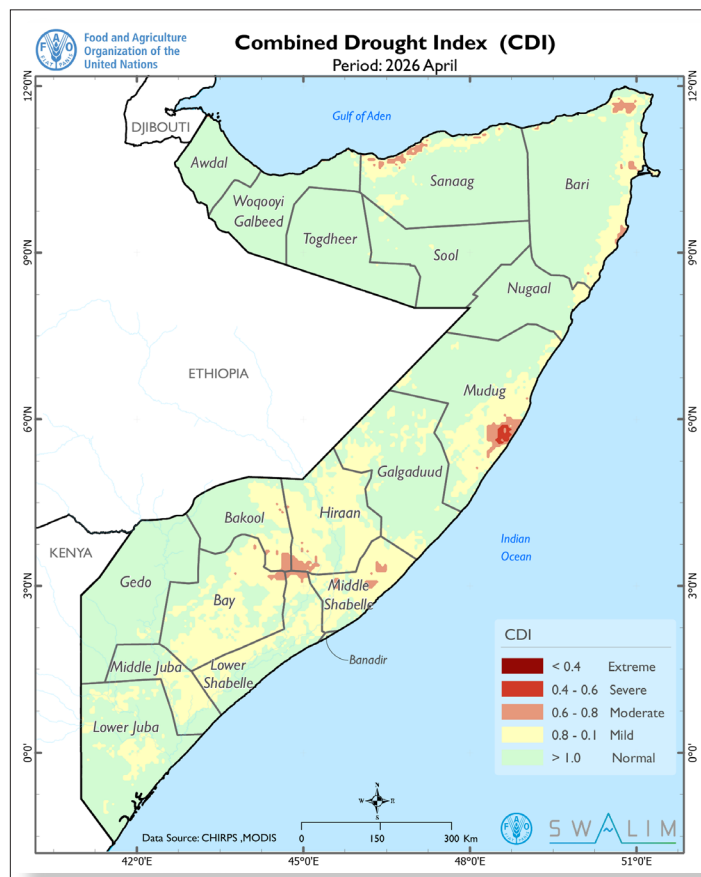 Food and Agriculture
Organization of the
United Nations
FAO
FIAT PANIS
Combined Drought Index (CDI)
Period: 2026 April
12°0'N
9°0'N
6°0'N
3°0'N
0°0'
12°0'N
9°0'N
6°0'N
3°0'N
0°0'
DJIBOUTI
Gulf of Aden
Awdal
Woqooyi
Galbeed
Togdheer
Sanaag
Bari
Sool
Nugaal
ETHIOPIA
Mudug
Galgaduud
Hiraan
Bakool
KENYA
Gedo
Bay
Middle
Shabelle
Indian
Ocean
Banadir
Middle Juba
Lower
Shabelle
Lower Juba
CDI
< 0.4 Extreme
0.4 - 0.6 Severe
0.6 - 0.8 Moderate
0.8 - 0.1 Mild
> 1.0 Normal
N
W E
S
Data Source: CHIRPS ,MODIS
0 150 300 Km
SWALIM
42°0'E
45°0'E
48°0'E
51°0'E